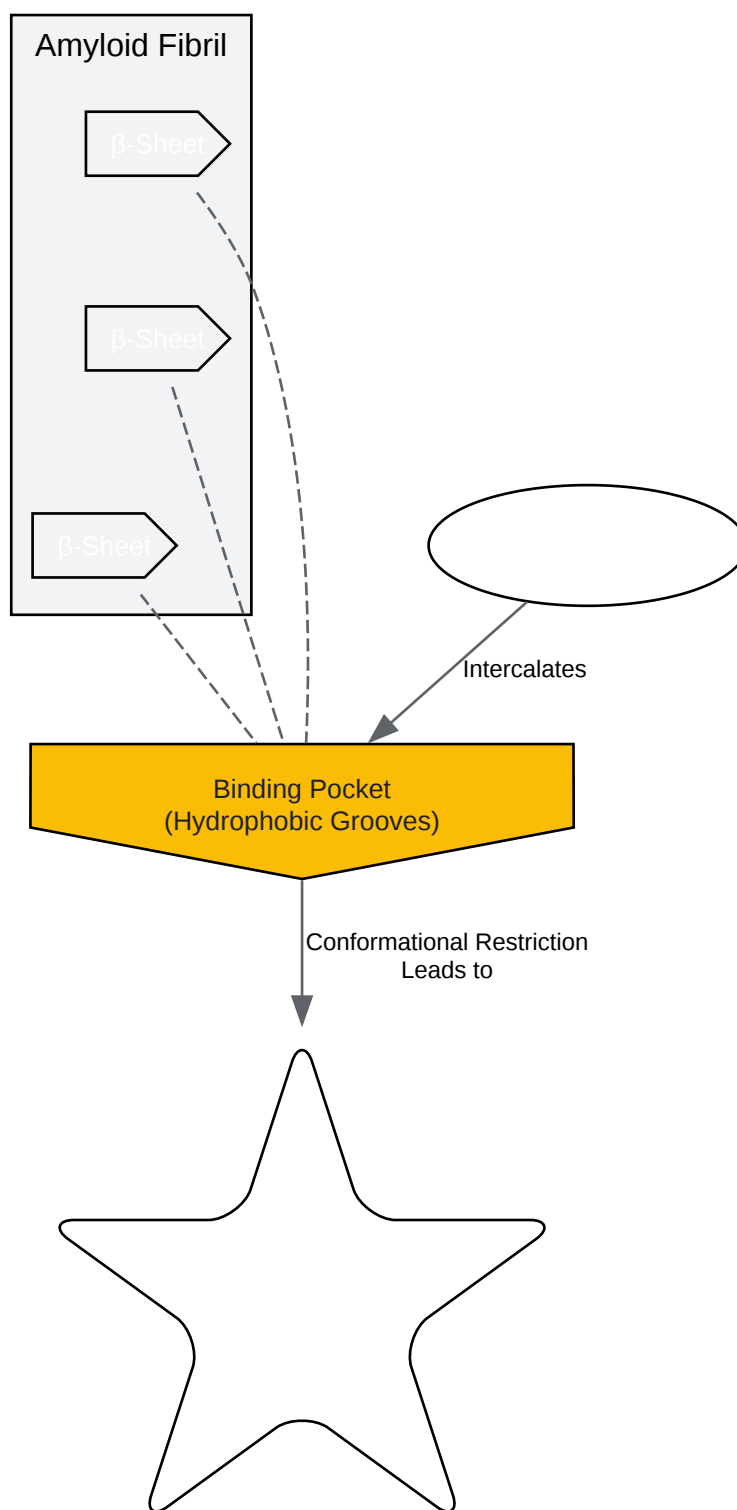 Amyloid Fibril
β-Sheet
β-Sheet
β-Sheet
Intercalates
Binding Pocket
(Hydrophobic Grooves)
Conformational Restriction
Leads to